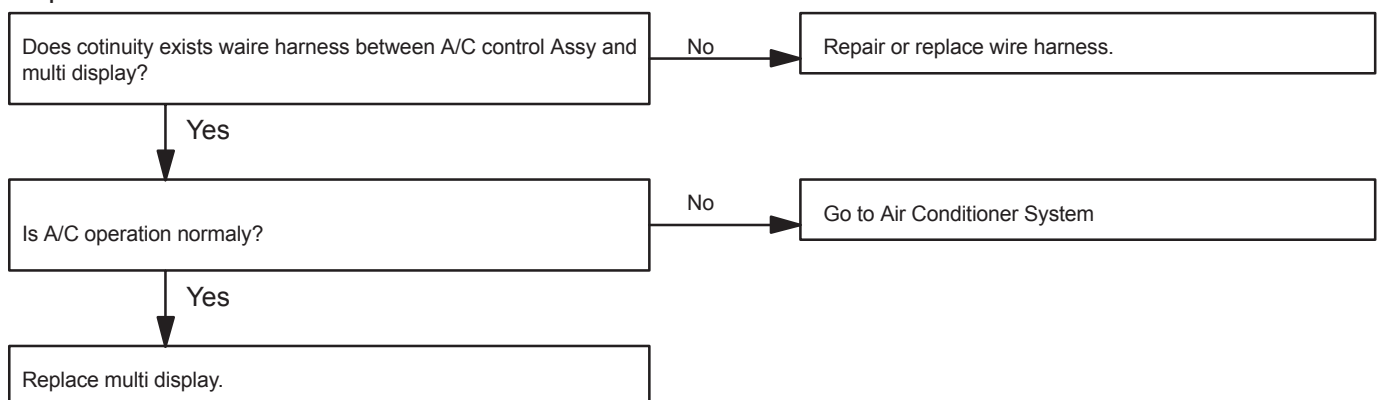 Does cotinuity exists waire harness between A/C control Assy and
multi display?
No
Repair or replace wire harness.
Yes
Is A/C operation normaly?
No
Go to Air Conditioner System
Yes
Replace multi display.